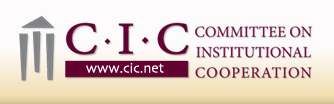 C·I·C
www.cic.net
COMMITTEE ON
INSTITUTIONAL
COOPERATION